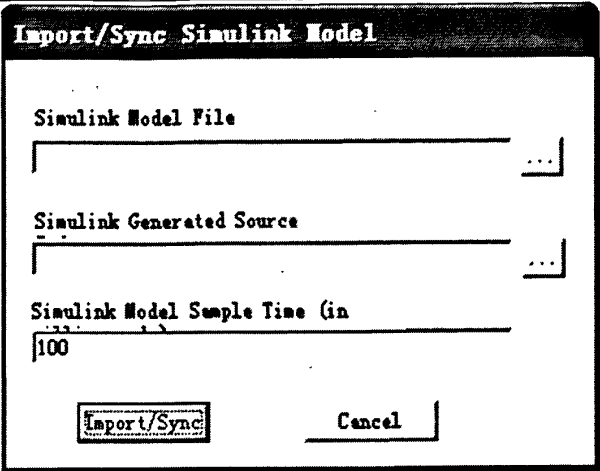 Import/Sync Simulink Model
Simulink Model File
...
Simulink Generated Source
...
Simulink Model Sample Time (in
100
Import/Sync
Cancel